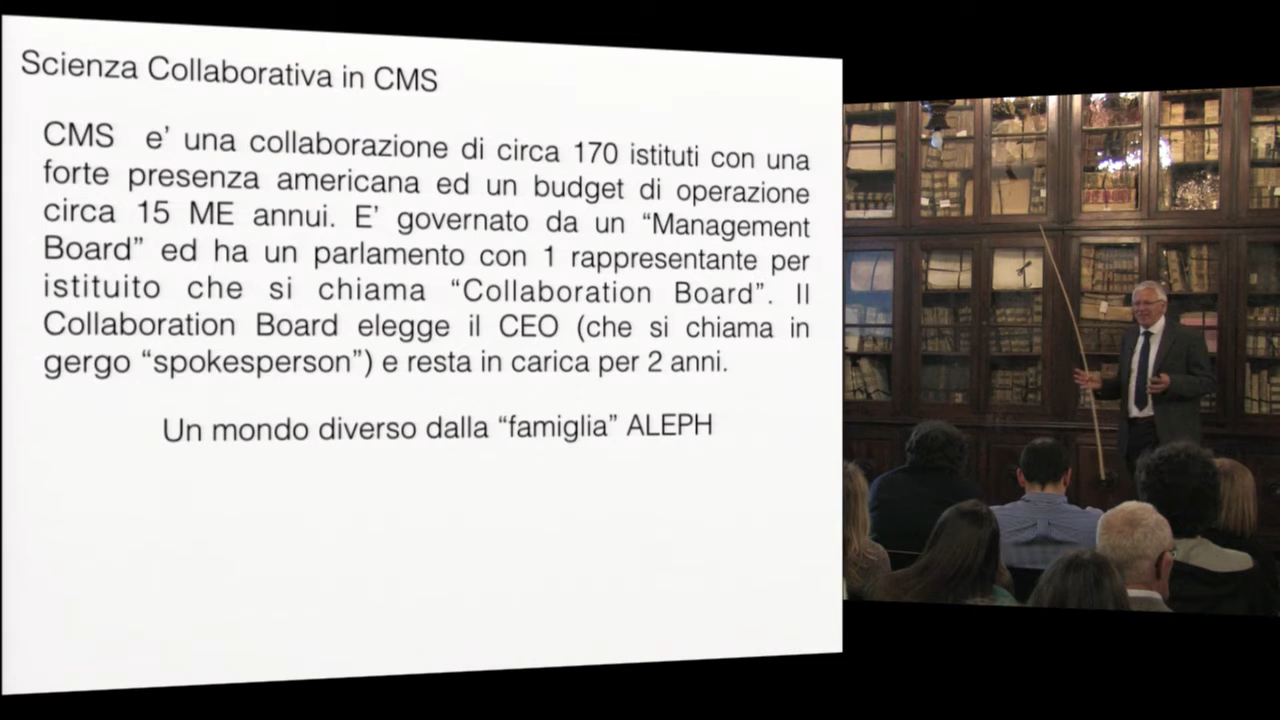 Scienza Collaborativa in CMS
CMS e' una collaborazione di circa 170 istituti con una
forte presenza americana ed un budget di operazione
circa 15 ME annui. E' governato da un “Management
Board” ed ha un parlamento con 1 rappresentante per
istituito che si chiama “Collaboration Board”. Il
Collaboration Board elegge il CEO (che si chiama in
gergo “spokesperson”) e resta in carica per 2 anni.
Un mondo diverso dalla “famiglia” ALEPH